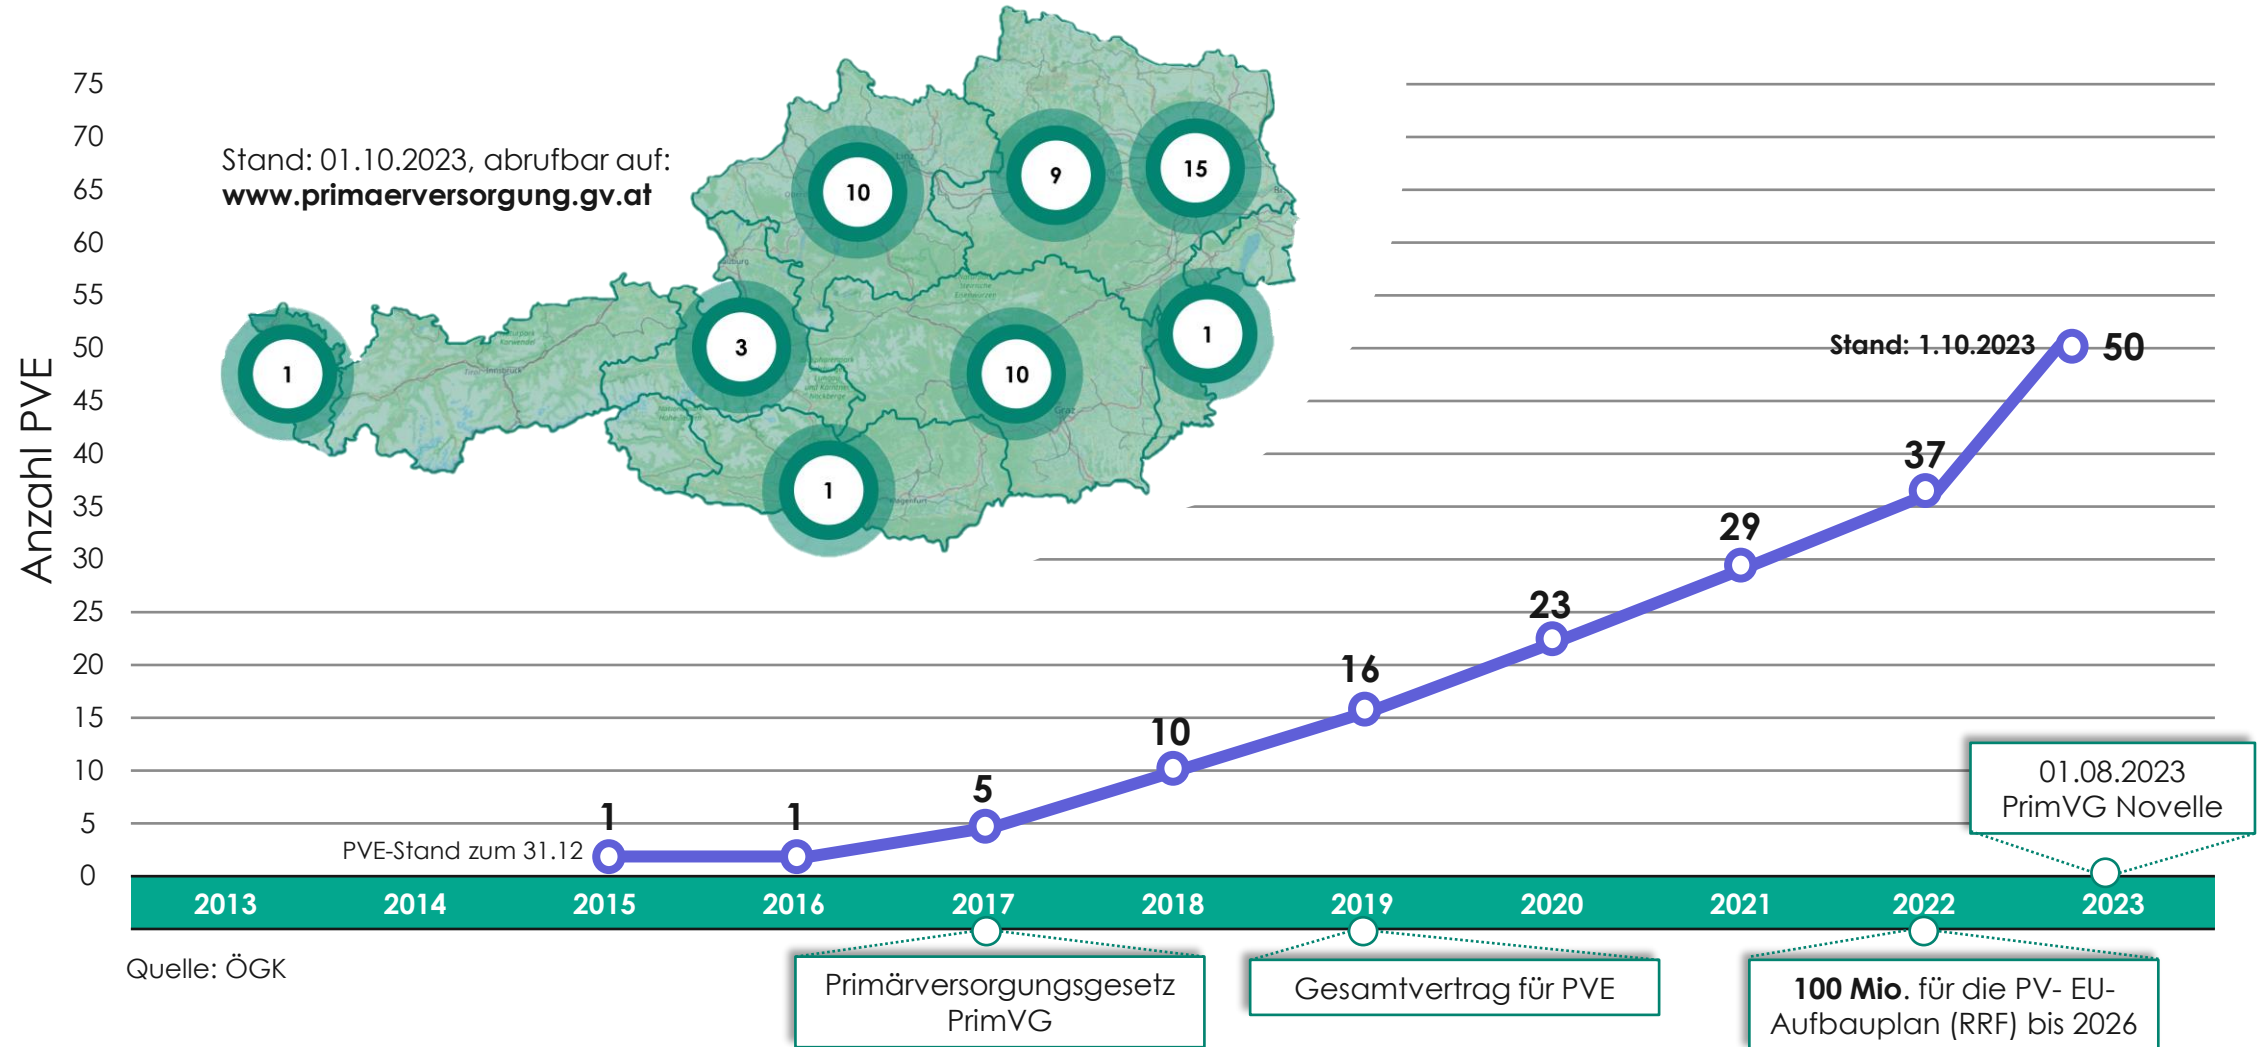 75
70
65
60
55
50
45
40
35
30
25
20
15
10
5
0
Anzahl PVE
Stand: 01.10.2023, abrufbar auf:
www.primaerversorgung.gv.at
10
9
15
1
3
10
1
1
Linz
Innsbruck
Graz
Stand: 1.10.2023
50
37
29
23
16
10
5
1
1
PVE-Stand zum 31.12
01.08.2023
PrimVG Novelle
2013 2014 2015 2016 2017 2018 2019 2020 2021 2022 2023
Quelle: ÖGK
Primärversorgungsgesetz
PrimVG
Gesamtvertrag für PVE
100 Mio. für die PV- EU-
Aufbauplan (RRF) bis 2026